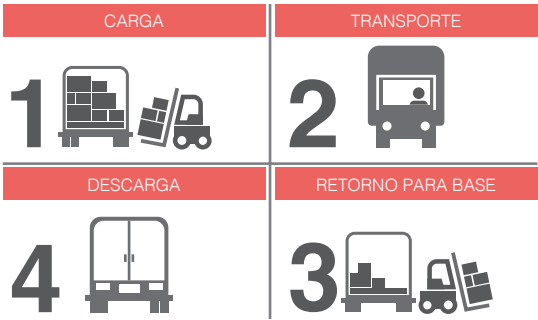 CARGA
1
TRANSPORTE
2
DESCARGA
4
RETORNO PARA BASE
3